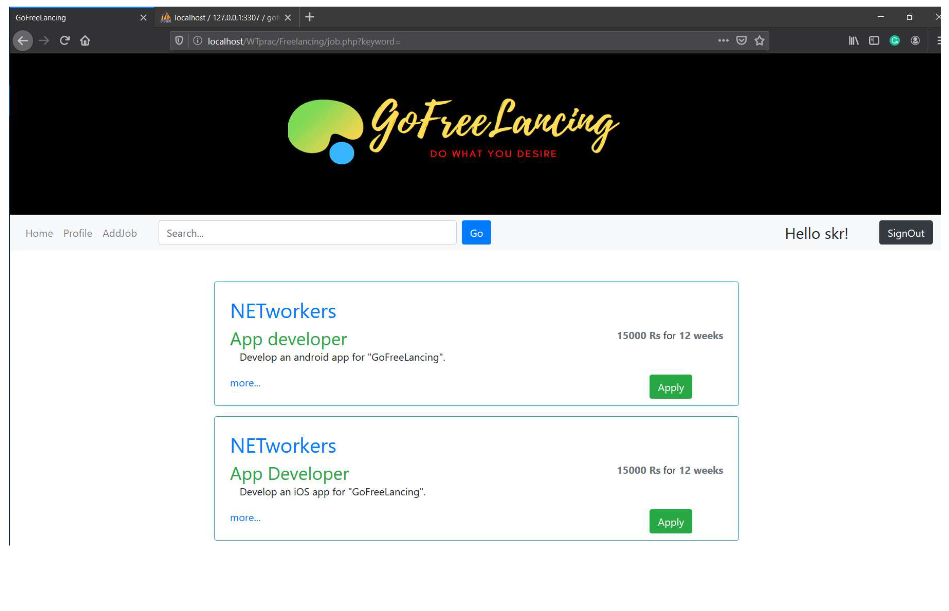 GoFreeLancing
localhost / 127.0.0.1:3307 / gof
localhost/WTprac/Freelancing/job.php?keyword=
GoFreeLancing
DO WHAT YOU DESIRE
Home Profile AddJob Search... Go Hello skr! SignOut
NETworkers
App developer 15000 Rs for 12 weeks
Develop an android app for "GoFreeLancing".
more... Apply
NETworkers
App Developer 15000 Rs for 12 weeks
Develop an iOS app for "GoFreeLancing".
more... Apply